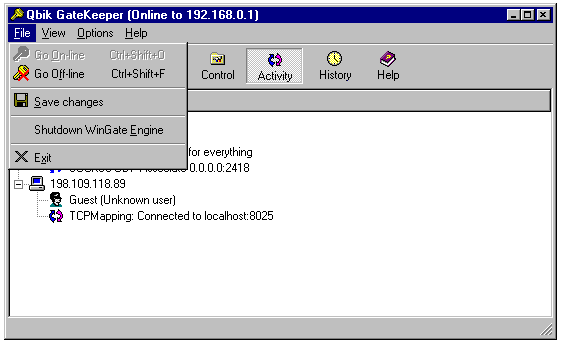 Qbik GateKeeper (Online to 192.168.0.1)
File View Options Help
Go On-line Ctrl+Shift+O
Go Off-line Ctrl+Shift+F
Save changes
Shutdown WinGate Engine
Exit
Control Activity History Help
for everything
0.0.0.0:2418
198.109.118.89
Guest (Unknown user)
TCPMapping: Connected to localhost:8025